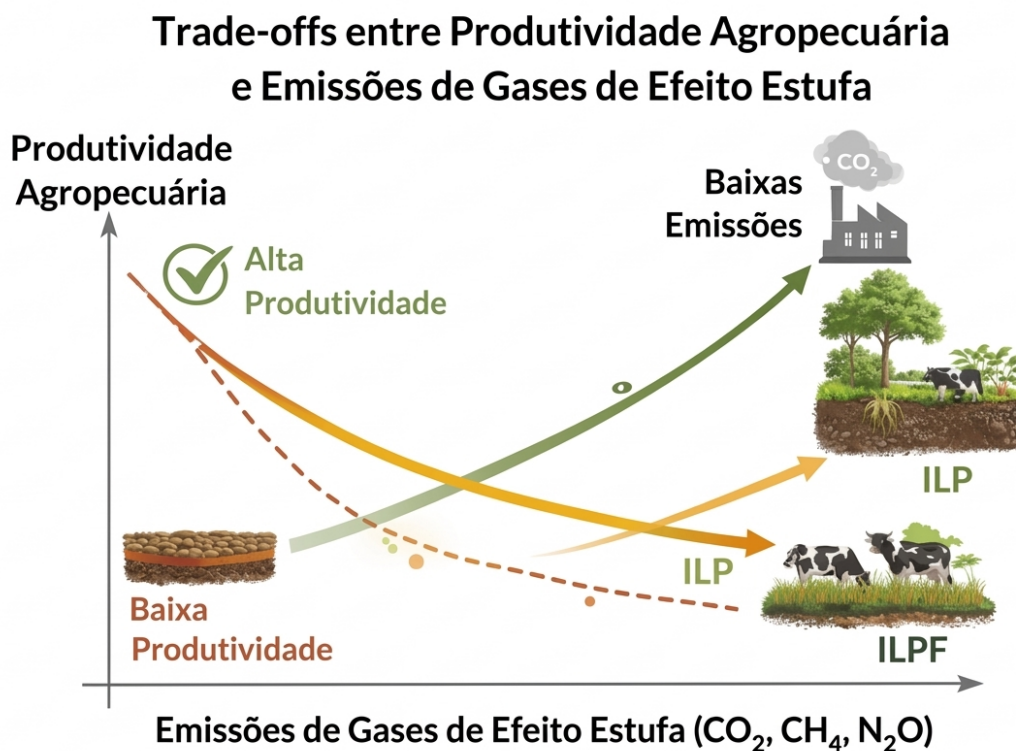 Trade-offs entre Produtividade Agropecuária
e Emissões de Gases de Efeito Estufa
Produtividade
Agropecuária
Baixas
Emissões
CO₂
Alta
Produtividade
ILP
ILP
Baixa
Produtividade
ILPF
Emissões de Gases de Efeito Estufa (CO₂, CH₄, N₂O)